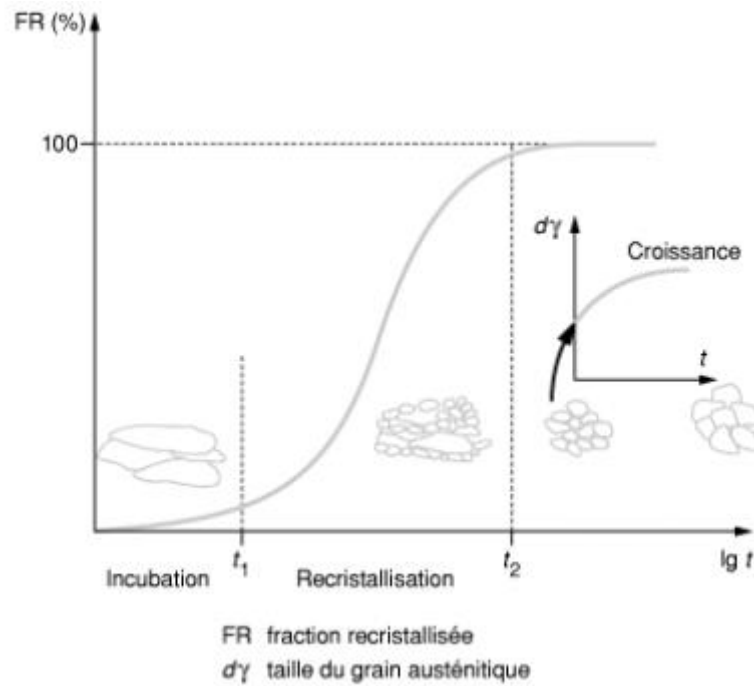 FR (%)
100
dγ
Croissance
t
t1
t2
lg t
Incubation
Recristallisation
FR fraction recristallisée
dγ taille du grain austénitique